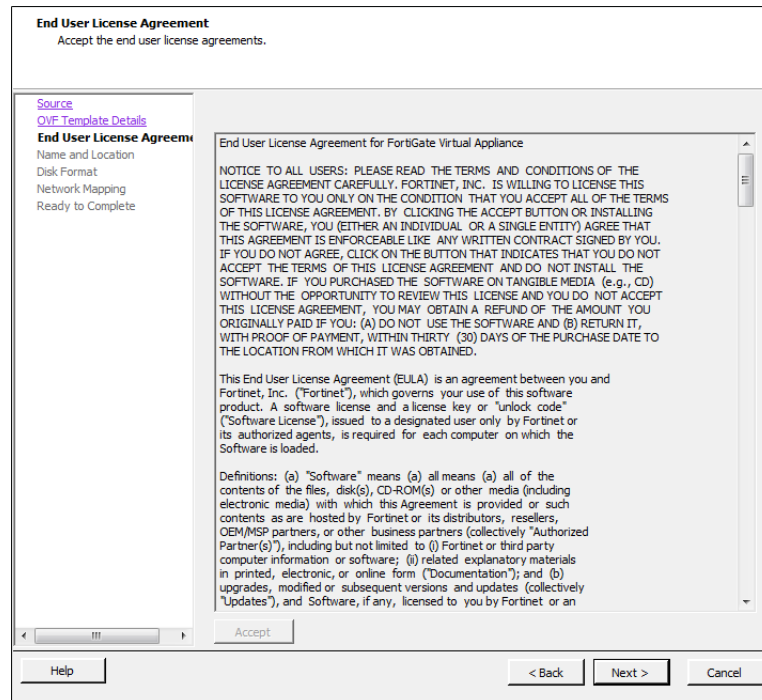 End User License Agreement
Accept the end user license agreements.
Source
OVF Template Details
End User License Agreeme
Name and Location
Disk Format
Network Mapping
Ready to Complete
End User License Agreement for FortiGate Virtual Appliance
NOTICE TO ALL USERS: PLEASE READ THE TERMS AND CONDITIONS OF THE
LICENSE AGREEMENT CAREFULLY. FORTINET, INC. IS WILLING TO LICENSE THIS
SOFTWARE TO YOU ONLY ON THE CONDITION THAT YOU ACCEPT ALL OF THE TERMS
OF THIS LICENSE AGREEMENT. BY CLICKING THE ACCEPT BUTTON OR INSTALLING
THE SOFTWARE, YOU (EITHER AN INDIVIDUAL OR A SINGLE ENTITY) AGREE THAT
THIS AGREEMENT IS ENFORCEABLE LIKE ANY WRITTEN CONTRACT SIGNED BY YOU.
IF YOU DO NOT AGREE, CLICK ON THE BUTTON THAT INDICATES THAT YOU DO NOT
ACCEPT THE TERMS OF THIS LICENSE AGREEMENT AND DO NOT INSTALL THE
SOFTWARE. IF YOU PURCHASED THE SOFTWARE ON TANGIBLE MEDIA (e.g., CD)
WITHOUT THE OPPORTUNITY TO REVIEW THIS LICENSE AND YOU DO NOT ACCEPT
THIS LICENSE AGREEMENT, YOU MAY OBTAIN A REFUND OF THE AMOUNT YOU
ORIGINALLY PAID IF YOU: (A) DO NOT USE THE SOFTWARE AND (B) RETURN IT,
WITH PROOF OF PAYMENT, WITHIN THIRTY (30) DAYS OF THE PURCHASE DATE TO
THE LOCATION FROM WHICH IT WAS OBTAINED.
This End User License Agreement (EULA) is an agreement between you and
Fortinet, Inc. ("Fortinet"), which governs your use of this software
product. A software license and a license key or "unlock code"
("Software License"), issued to a designated user only by Fortinet or
its authorized agents, is required for each computer on which the
Software is loaded.
Definitions: (a) "Software" means (a) all means (a) all of the
contents of the files, disk(s), CD-ROM(s) or other media (including
electronic media) with which this Agreement is provided or such
contents as are hosted by Fortinet or its distributors, resellers,
OEM/MSP partners, or other business partners (collectively "Authorized
Partner(s)"), including but not limited to (i) Fortinet or third party
computer information or software; (ii) related explanatory materials
in printed, electronic, or online form ("Documentation"); and (b)
upgrades, modified or subsequent versions and updates (collectively
"Updates"), and Software, if any, licensed to you by Fortinet or an
Accept
Help
< Back
Next >
Cancel